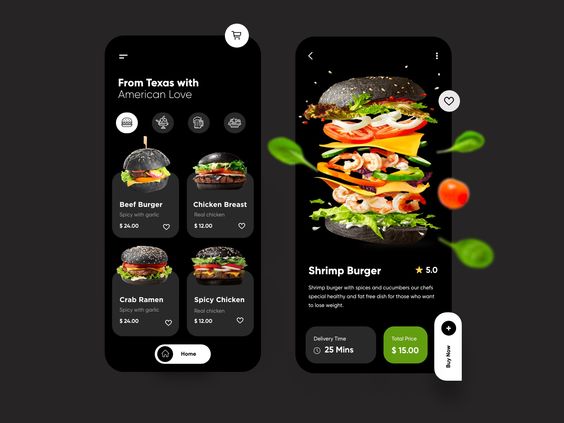 From Texas with
American Love
Beef Burger
Spicy with garlic
$ 24.00
Chicken Breast
Real chicken
$ 12.00
Crab Ramen
Spicy with garlic
$ 24.00
Spicy Chicken
Real chicken
$ 12.00
Home
Shrimp Burger
5.0
Shrimp burger with spices and cucumbers our chefs
special healthy and fat free dish for those who want
to lose weight.
Delivery Time
25 Mins
Total Price
$ 15.00
Buy Now